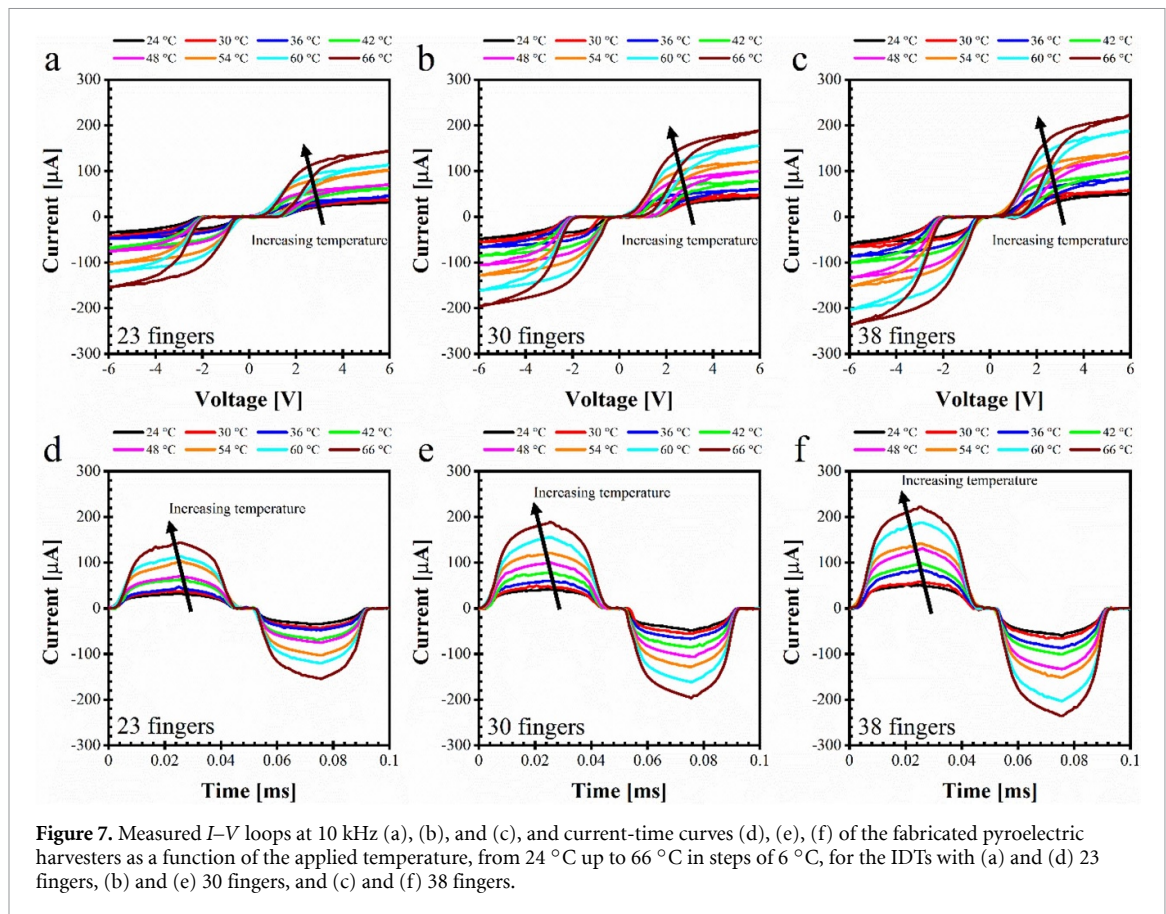 a
24 °C 30 °C 36 °C 42 °C
48 °C 54 °C 60 °C 66 °C
300
200
100
0
-100
-200
-300
Current [µA]
Increasing temperature
23 fingers
-6 -4 -2 0 2 4 6
Voltage [V]
b
24 °C 30 °C 36 °C 42 °C
48 °C 54 °C 60 °C 66 °C
300
200
100
0
-100
-200
-300
Current [µA]
Increasing temperature
30 fingers
-6 -4 -2 0 2 4 6
Voltage [V]
c
24 °C 30 °C 36 °C 42 °C
48 °C 54 °C 60 °C 66 °C
300
200
100
0
-100
-200
-300
Current [µA]
Increasing temperature
38 fingers
-6 -4 -2 0 2 4 6
Voltage [V]
d
24 °C 30 °C 36 °C 42 °C
48 °C 54 °C 60 °C 66 °C
300
200
100
0
-100
-200
-300
Current [µA]
Increasing temperature
23 fingers
0 0.02 0.04 0.06 0.08 0.1
Time [ms]
e
24 °C 30 °C 36 °C 42 °C
48 °C 54 °C 60 °C 66 °C
300
200
100
0
-100
-200
-300
Current [µA]
Increasing temperature
30 fingers
0 0.02 0.04 0.06 0.08 0.1
Time [ms]
f
24 °C 30 °C 36 °C 42 °C
48 °C 54 °C 60 °C 66 °C
300
200
100
0
-100
-200
-300
Current [µA]
Increasing temperature
38 fingers
0 0.02 0.04 0.06 0.08 0.1
Time [ms]
Figure 7. Measured I–V loops at 10 kHz (a), (b), and (c), and current-time curves (d), (e), (f) of the fabricated pyroelectric
harvesters as a function of the applied temperature, from 24 °C up to 66 °C in steps of 6 °C, for the IDTs with (a) and (d) 23
fingers, (b) and (e) 30 fingers, and (c) and (f) 38 fingers.